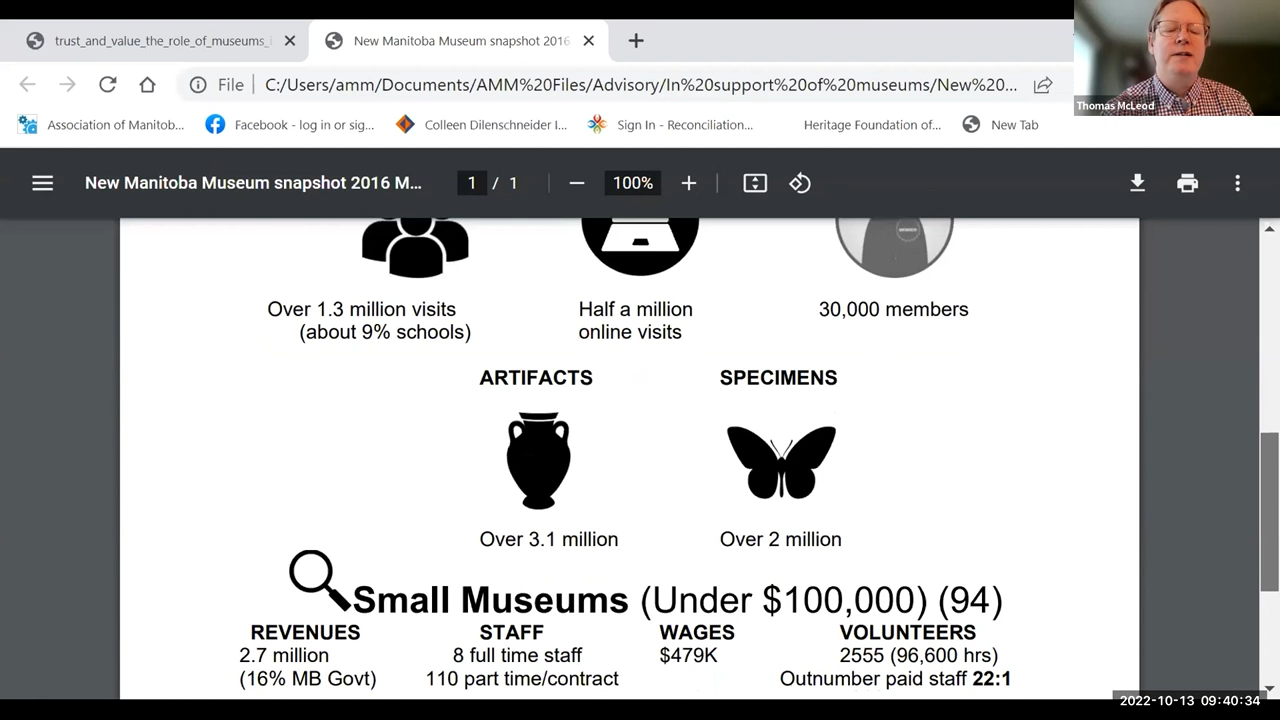 trust_and_value_the_role_of_museums_i
New Manitoba Museum snapshot 2016
File
C:/Users/amm/Documents/AMM%20Files/Advisory/In%20support%20of%20museums/New%20...
Thomas McLeod
Association of Manitob...
Facebook - log in or sig...
Colleen Dilenschneider I...
Sign In - Reconciliation...
Heritage Foundation of...
New Tab
New Manitoba Museum snapshot 2016 M...
1 / 1
100%
Over 1.3 million visits
(about 9% schools)
Half a million
online visits
30,000 members
ARTIFACTS
SPECIMENS
Over 3.1 million
Over 2 million
Small Museums (Under $100,000) (94)
REVENUES
2.7 million
(16% MB Govt)
STAFF
8 full time staff
110 part time/contract
WAGES
$479K
VOLUNTEERS
2555 (96,600 hrs)
Outnumber paid staff 22:1
2022-10-13 09:40:34